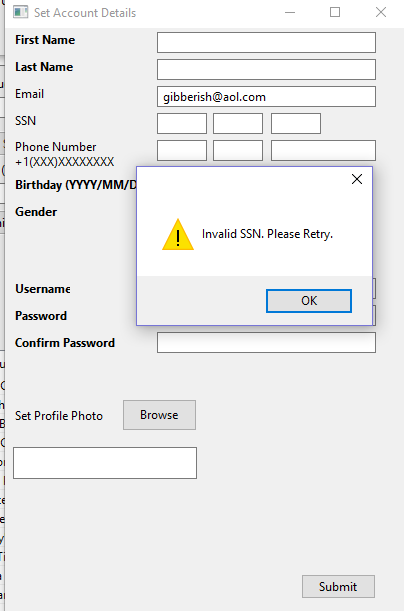 Set Account Details
First Name
Last Name
Email gibberish@aol.com
SSN
Phone Number
+1(XXX)XXXXXXXX
Birthday (YYYY/MM/D
Gender
Invalid SSN. Please Retry.
OK
Username
Password
Confirm Password
Set Profile Photo Browse
Submit